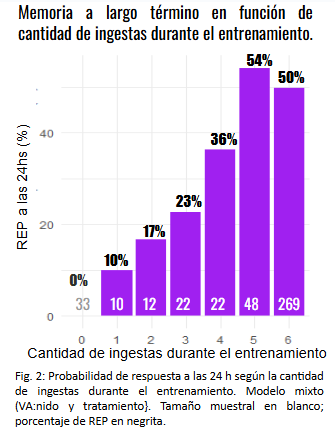 Memoria a largo término en función de
cantidad de ingestas durante el entrenamiento.
54%
50%
40
36%
23%
20
17%
10%
0%
33 10 12 22 22 48 269
0
0 1 2 3 4 5 6
REP a las 24hs (%)
Cantidad de ingestas durante el entrenamiento
Fig. 2: Probabilidad de respuesta a las 24 h según la cantidad
de ingestas durante el entrenamiento. Modelo mixto
(VA:nido y tratamiento}. Tamaño muestral en blanco;
porcentaje de REP en negrita.